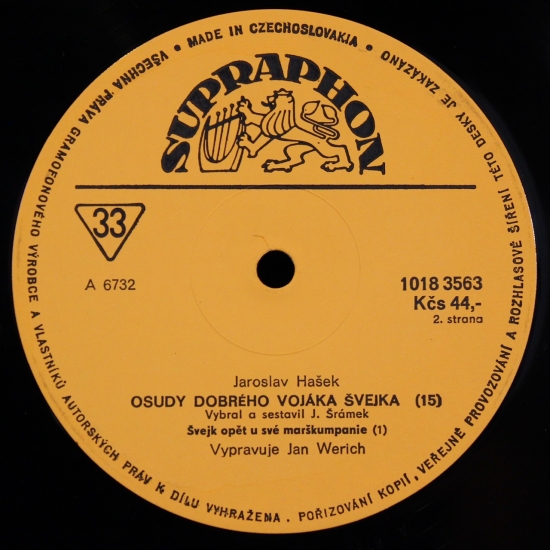 SUPRAPHON
33
A 6732
1018 3563
Kčs 44,-
2. strana
Jaroslav Hašek
OSUDY DOBRÉHO VOJÁKA ŠVEJKA (15)
Vybral a sestavil J. Šrámek
Švejk opět u své marškumpanie (1)
Vypravuje Jan Werich
• MADE IN CZECHOSLOVAKIA • VŠECHNA PRÁVA GRAMOFONOVÉHO VÝROBCE A VLASTNÍKŮ AUTORSKÝCH PRÁV K DÍLU VYHRAŽENA. POŘIZOVÁNÍ KOPIÍ, VEŘEJNÉ PROVOZOVÁNÍ A ROZHLASOVÉ ŠÍŘENÍ TÉTO DESKY JE ZAKÁZÁNO